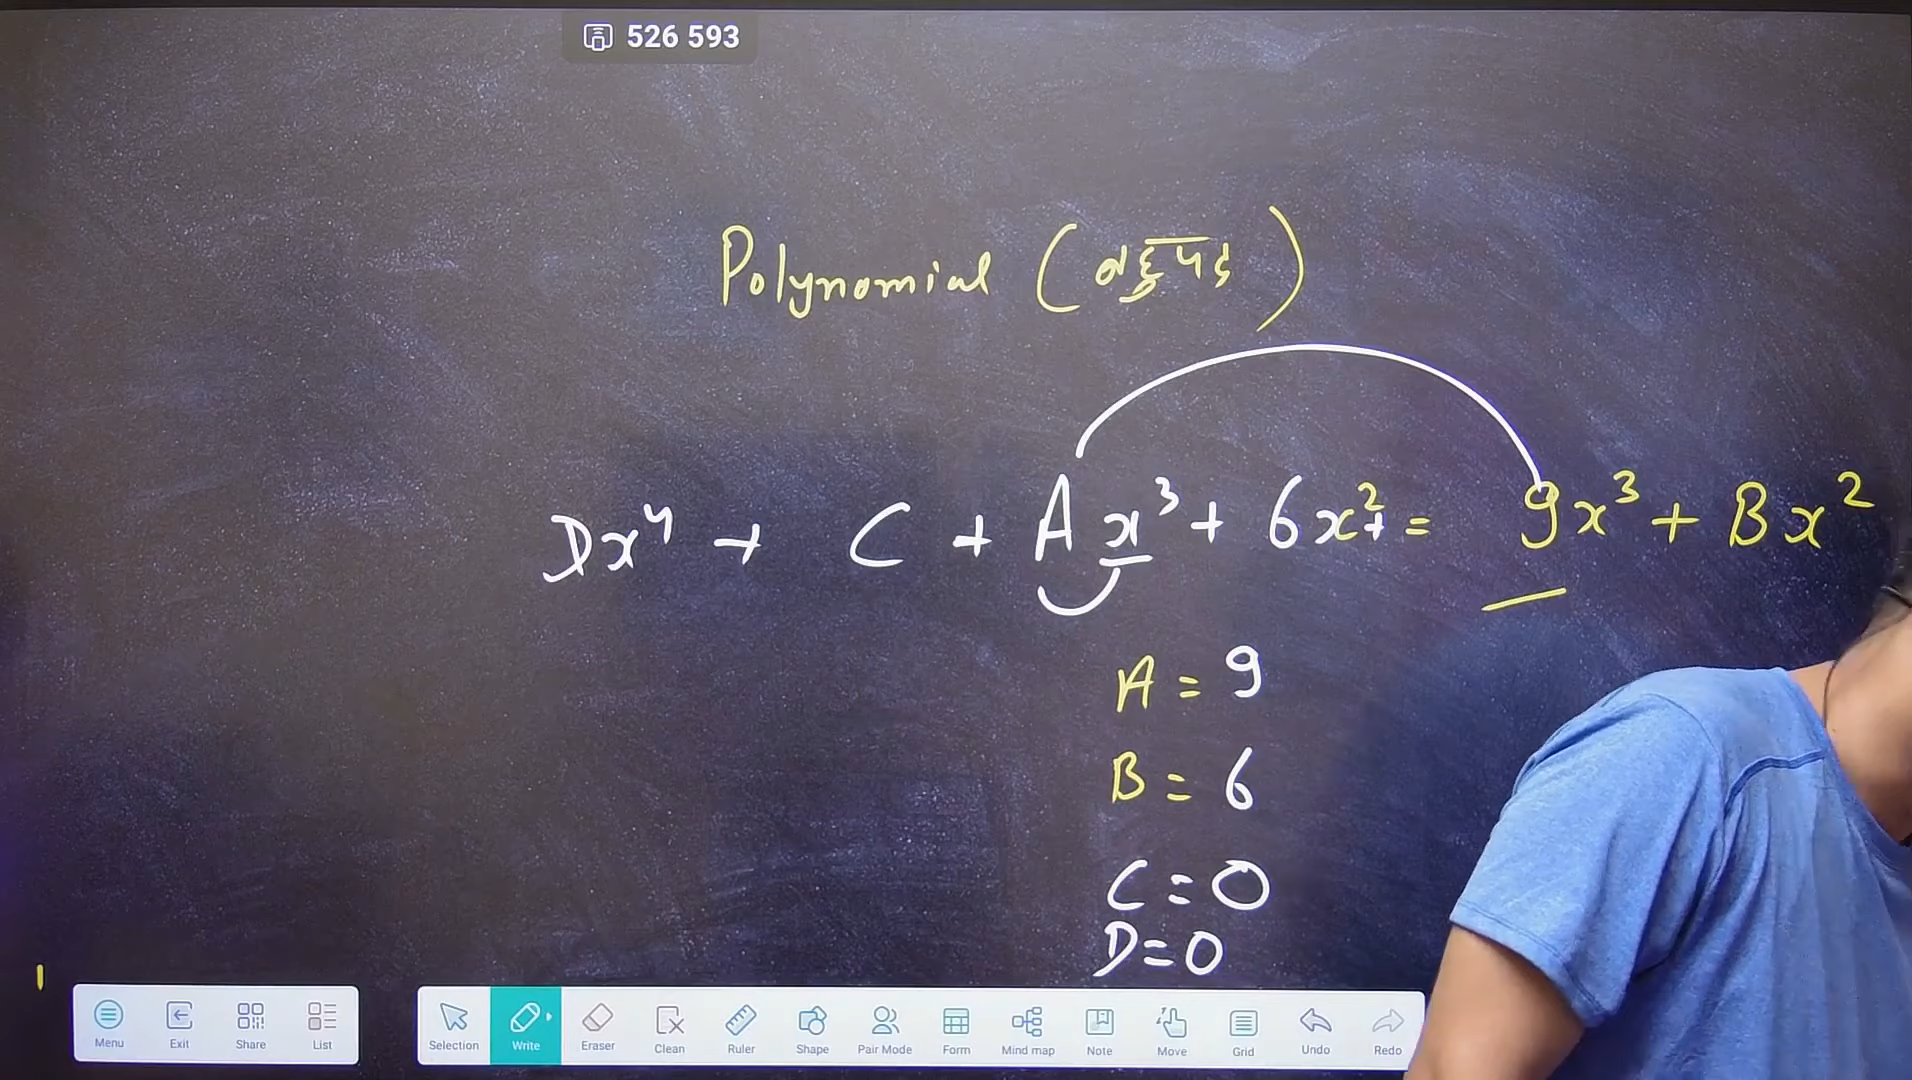 526 593
Polynomial (बहुपद)
Dx⁴ + C + Ax³ + 6x² + = 9x³ + Bx²
A = 9
B = 6
C = 0
D = 0
Menu Exit Share List Selection Write Eraser Clean Ruler Shape Pair Mode Form Mind map Note Move Grid Undo Redo